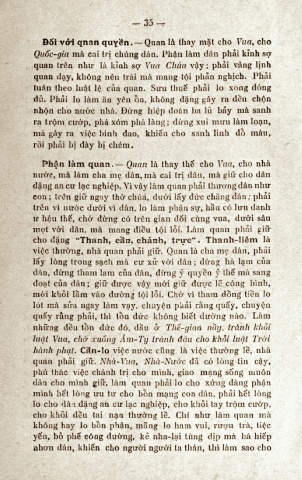 — 35 —
Đối với quan quyền. — Quan là thay mặt cho Vua, cho
Quốc-gia mà cai trị chúng dân. Phận làm dân phải kính sợ
quan trên như là kính sợ Vua Chúa vậy; phải vâng lịnh
quan dạy, không nên trái mà mang tội phản nghịch. Phải
tuân theo luật lệ của quan. Sưu thuế phải lo xong đóng
đủ. Phải lo làm ăn yên ổn, không đặng gây ra đều chộn
nhộn cho nước nhà. Đừng hiệp đoàn ba lũ bảy mà sanh
ra trộm cướp, phá xóm phá làng; đừng xui mưu làm loạn,
mà gây ra việc binh đao, khiến cho sanh linh đồ máu,
rồi phải bị đày bị chém.
Phận làm quan. — Quan là thay thế cho Vua, cho nhà
nước, mà làm cha mẹ dân, mà cai trị dân, mà giữ cho dân
đặng an cư lạc nghiệp. Vì vậy làm quan phải thương dân như
con; trên giữ ngay thờ chúa, dưới lấy đức chăng dân; phải
trên vì nước dưới vì dân, lo làm phận sự, hầu có lưu danh
ư hậu thế, chớ đừng có trên gian dối cùng vua, dưới sâu
mọt với dân, mà mang điều tội lỗi. Làm quan phải giữ
cho đặng "Thanh, cần, chánh, trực". Thanh-liêm là
việc thường, nhà quan phải giữ. Quan là cha mẹ dân, phải
lấy lòng trong sạch mà cư xử với dân; đừng hà lạm của
dân, đừng tham lam của dân, đừng ỷ quyền ỷ thế mà sang
đoạt của dân; giữ được vậy mới giữ được lẽ công bình,
mới khỏi lầm vào đường tội lỗi. Chớ vì tham đồng tiền lo
lót mà sửa ngay làm vạy, chuyện phải rằng quấy, chuyện
quấy rằng phải, thì tồn đức không biết dường nào. Làm
những đều tồn đức đó, dầu ở Thế-gian nầy, tránh khỏi
luật Vua, chớ xuống Âm-Ty tránh đâu cho khỏi luật Trời
hành phạt. Cần-lo việc nước cũng là việc thường lệ, nhà
quan phải giữ. Nhà-Vua, Nhà-Nước đã có lòng tin cậy,
phú thác việc chánh trị cho mình, giao mạng sống muôn
dân cho mình giữ, làm quan phải lo cho xứng đáng phận
mình hết lòng ưu tư cho bổn mạng con dân, phải hết lòng
lo cho dân đặng an cư lạc nghiệp, cho khỏi tay trộm cướp,
cho khỏi đều tai nạn thường lệ. Chí như làm quan mà
không hay lo bổn phận, mãng lo ham vui, rượu trà, tiệc
yến, bỏ phế công đường, kẻ nha-lại tùng dịp mà hà hiếp
nhơn dân, khiến cho người người ta thán, thì làm sao cho